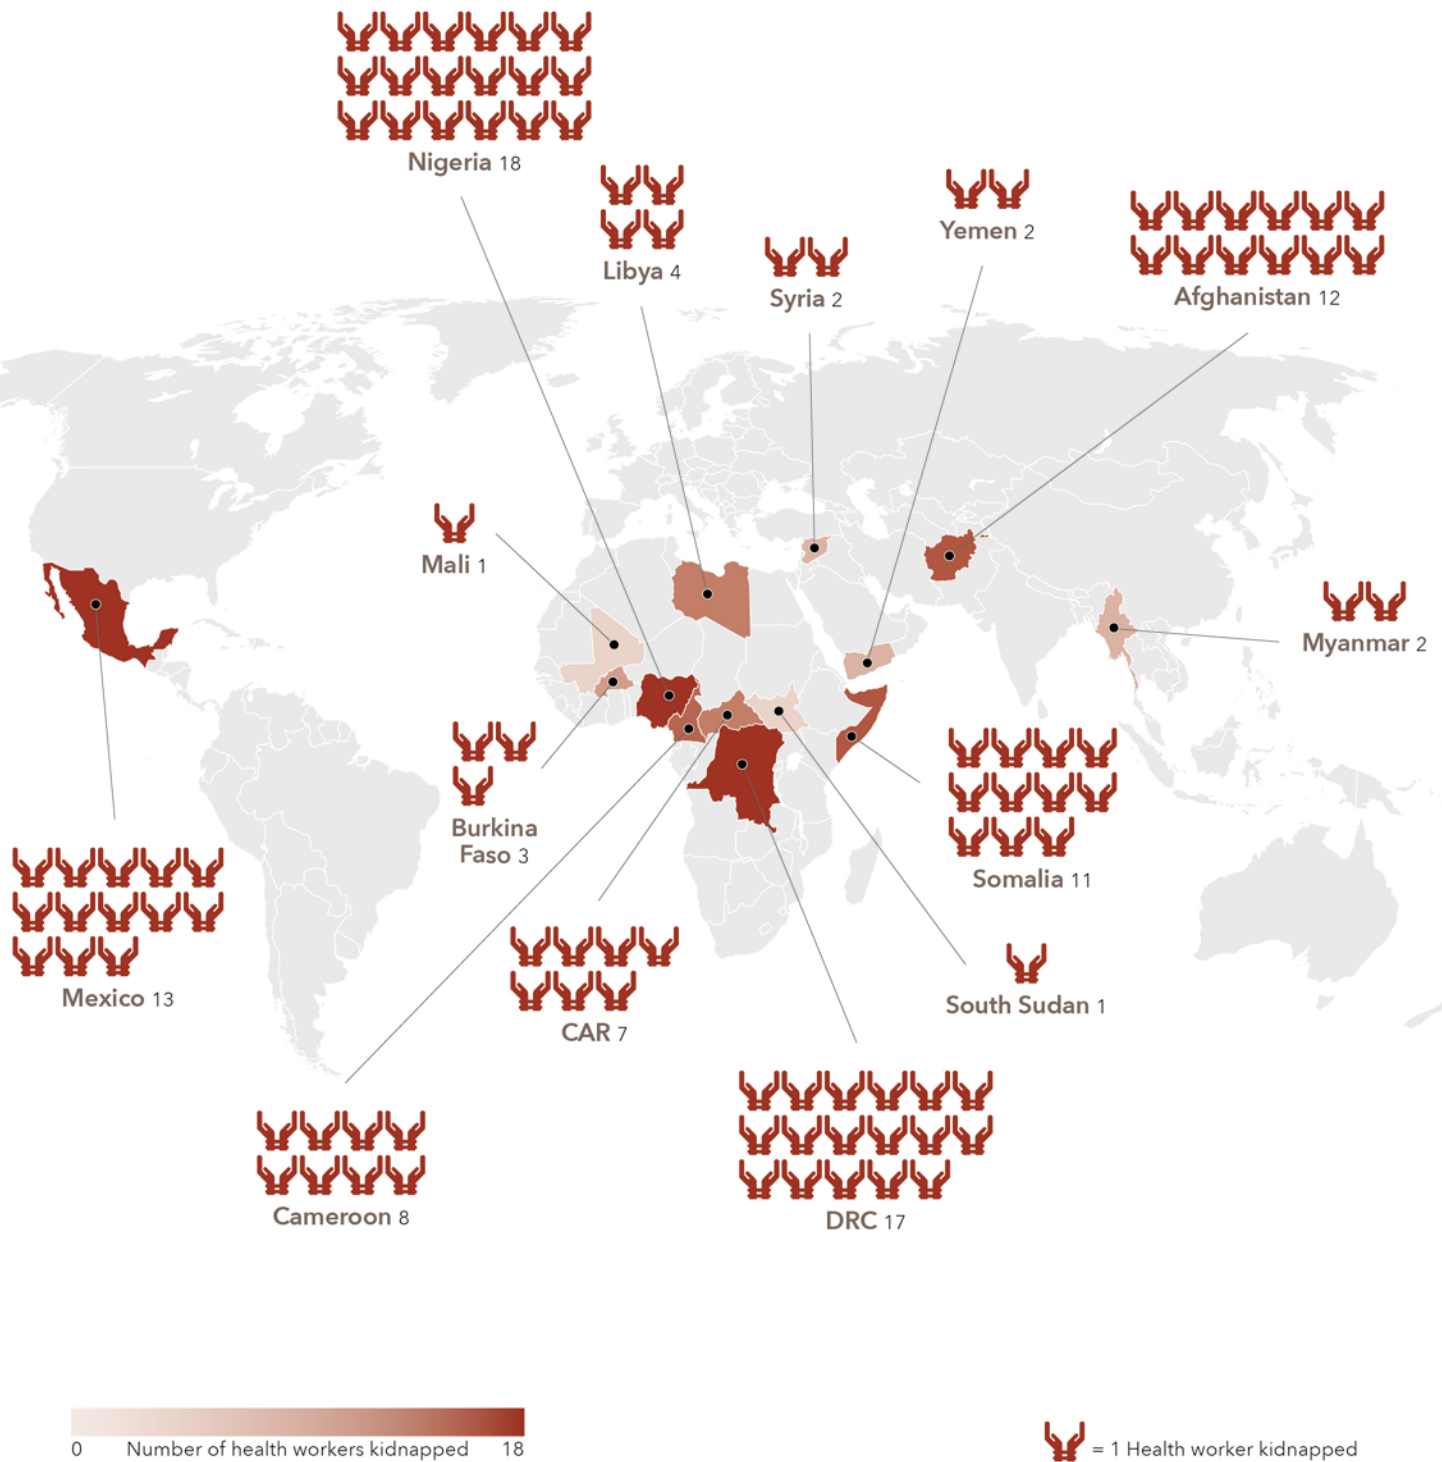 Nigeria 18
Libya 4
Syria 2
Yemen 2
Afghanistan 12
Mali 1
Myanmar 2
Burkina
Faso 3
Somalia 11
Mexico 13
CAR 7
South Sudan 1
Cameroon 8
DRC 17
0 Number of health workers kidnapped 18
= 1 Health worker kidnapped